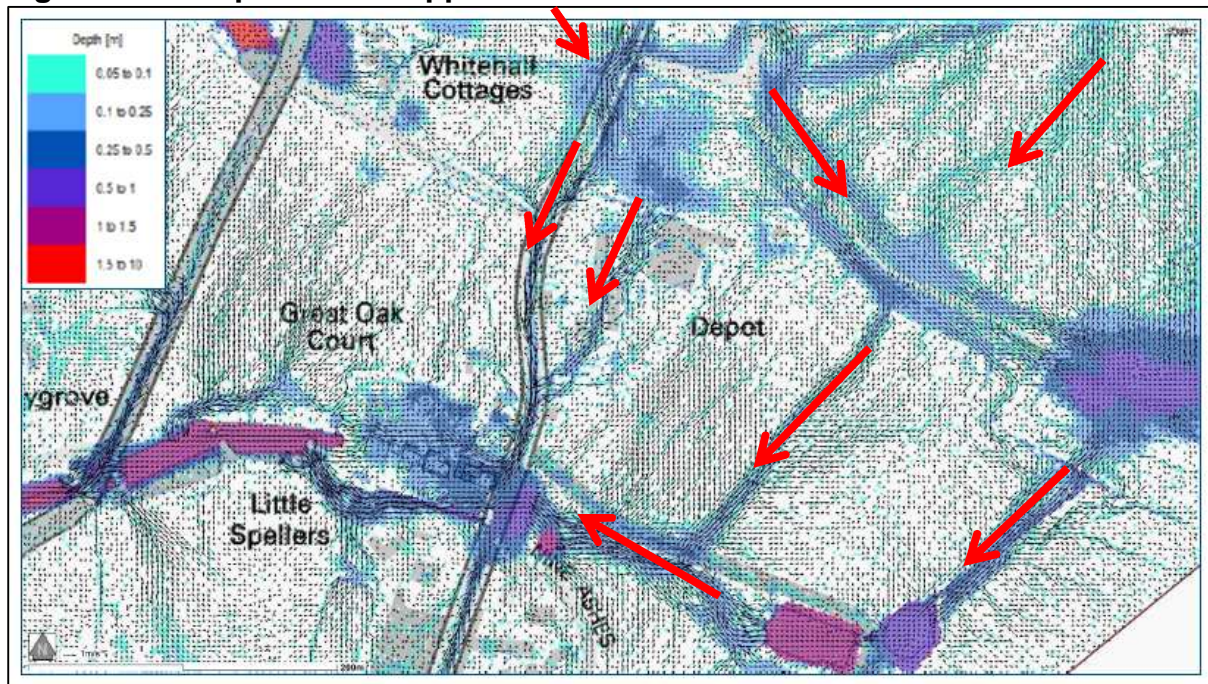 Depth [m]
0.05 to 0.1
0.1 to 0.25
0.25 to 0.5
0.5 to 1
1 to 1.5
1.5 to 10
Whitehall
Cottages
Great Oak
Court
Depot
ygrove
Little
Spellers
ASHES
N
200m